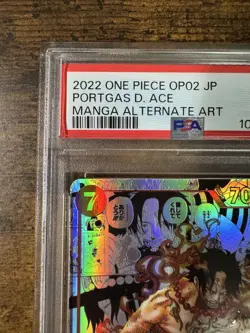 2022 ONE PIECE OP02 JP
PORTGAS D. ACE
MANGA ALTERNATE ART
10
PSA
7
70